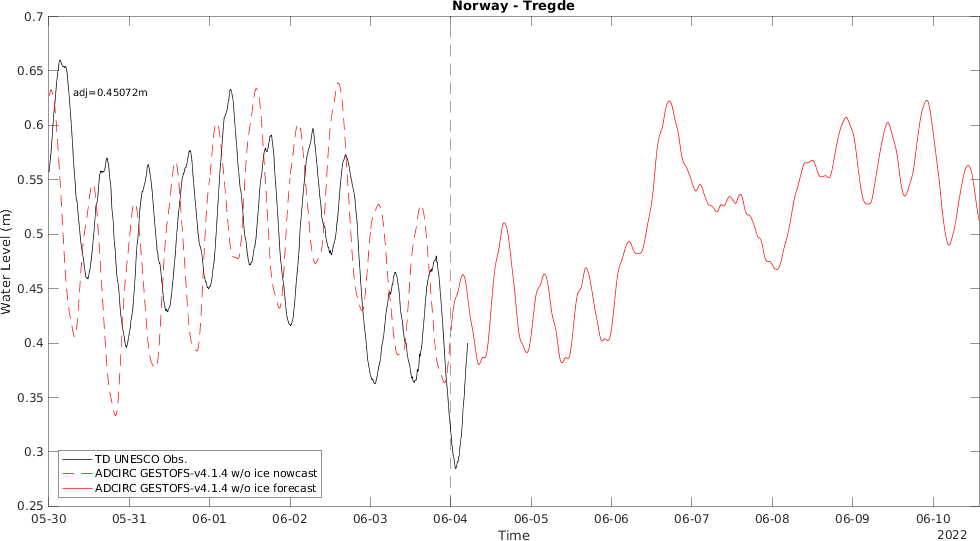 Norway - Tregde
0.7
0.65
adj=0.45072m
0.6
0.55
0.5
Water Level (m)
0.45
0.4
0.35
0.3
0.25
TD UNESCO Obs.
ADCIRC GESTOFS-v4.1.4 w/o ice nowcast
ADCIRC GESTOFS-v4.1.4 w/o ice forecast
05-30 05-31 06-01 06-02 06-03 06-04 06-05 06-06 06-07 06-08 06-09 06-10
Time
2022